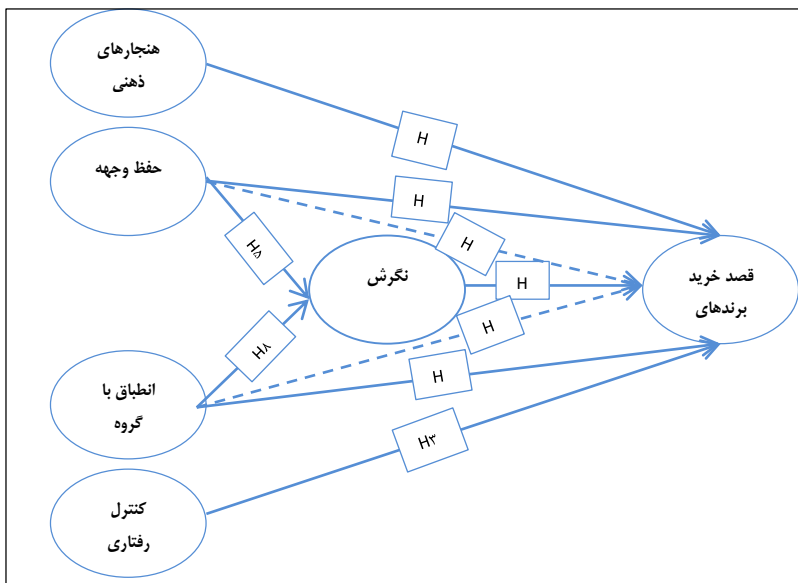 هنجارهای
ذهنی
H
حفظ وجهه
H
H
H۵
نگرش
H
قصد خرید
برندهای
H
H۸
انطباق با
گروه
H
H۳
کنترل
رفتاری